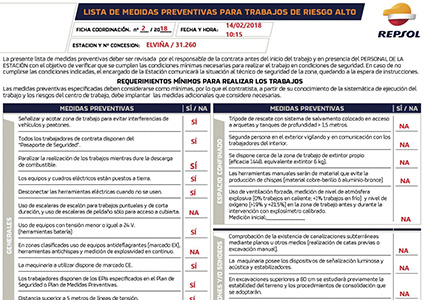 LISTA DE MEDIDAS PREVENTIVAS PARA TRABAJOS DE RIESGO ALTO
FICHA COORDINACIÓN. nº 2 / 2018
FECHA Y HORA:
14/02/2018
10:15
ESTACION Y Nº CONCESION: ELVIÑA / 31.260
REPSOL
La presente lista de medidas preventivas deber ser revisada por el responsable de la contrata antes del inicio del trabajo y en presencia del PERSONAL DE LA
ESTACIÓN con el objetivo de verificar que se cumplen las condiciones mínimas necesarias para realizar el trabajo en condiciones de seguridad. En caso de no
cumplirse las condiciones indicadas, el encargado de la Estación comunicará la situación al técnico de seguridad de la zona, quedando a la espera de instrucciones.
REQUERIMIENTOS MÍNIMOS PARA REALIZAR LOS TRABAJOS
Las medidas preventivas especificadas deben considerarse como mínimas, por lo que el contratista, a partir de su conocimiento de la sistemática de ejecución del
trabajo y los riesgos del centro de trabajo, debe implantar las medidas adicionales que considere necesarias.
MEDIDAS PREVENTIVAS
SÍ / NA
GENERALES
Señalizar y acotar zona de trabajo para evitar interferencias de
vehículos y peatones.
SÍ
Todos los trabajadores de contrata disponen del
"Pasaporte de Seguridad".
SÍ
Paralizar la realización de los trabajos mientras dure la descarga
de combustible.
SÍ
Los equipos y cuadros eléctricos están puestos a tierra.
SÍ
Desconectar las herramientas eléctricas cuando no se usen.
SÍ
Uso de escaleras de escalón para trabajos puntuales y de corta
duración, y uso de escaleras de peldaño sólo para acceso a cubierta.
NA
Uso de equipos con tensión menor o igual a 24 V.
(herramientas batería)
SÍ
En zonas clasificadas uso de equipos antideflagrantes (marcado EX),
herramientas antichispas y medición de explosividad en continuo.
NA
La maquinaria a utilizar dispone de marcado CE.
SÍ
Los trabajadores disponen de los EPIs especificados en el Plan de
Seguridad o Plan de Medidas Preventivas.
SÍ
Distancia superior a 5 metros de líneas de tensión.
MEDIDAS PREVENTIVAS
SÍ / NA
ESPACIO CONFINADO
Trípode de rescate con sistema de salvamento colocado en acceso
a arquetas y tanques de profundidad > 1,5 metros.
NA
Segunda persona en el exterior vigilando y en comunicación con los
trabajadores del interior.
NA
Se dispone cerca de la zona de trabajo de extintor propio
(eficacia 144B, equivalente extintor 6 kg).
NA
Las herramientas manuales serán de material que evite la
producción de chispas (material cobre-berilio ó aluminio-bronce)
NA
Uso de ventilación forzada, medición de nivel de atmósfera
explosiva (0% trabajos en caliente; <1% trabajos en frío) y nivel de
oxígeno (>19% y <21,5%) en la zona de trabajo antes y durante la
intervención con explosímetro calibrado.
Medición inicial.
NA
Y SONDEOS
Comprobación de la existencia de canalizaciones subterráneas
mediante planos u otros medios (realización de catas previas o
excavación manual).
NA
La maquinaria posee los dispositivos de señalización luminosa y
acústica y estabilizadores.
NA
En excavaciones superiores a 80 cm se estudiará previamente la
estabilidad del terreno y los procedimientos de consolidación que
se adoptarán.
NA